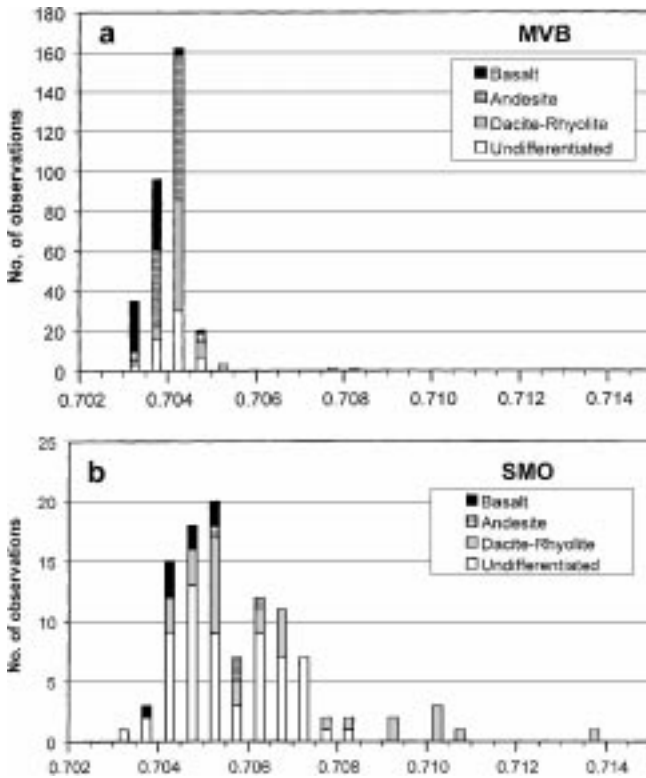 180
a
MVB
160
Basalt
140
Andesite
120
Dacite-Rhyolite
Undifferentiated
100
80
60
40
20
0
No. of observations
0.702 0.704 0.706 0.708 0.710 0.712 0.714
25
b
SMO
20
Basalt
Andesite
15
Dacite-Rhyolite
Undifferentiated
10
5
0
No. of observations
0.702 0.704 0.706 0.708 0.710 0.712 0.714